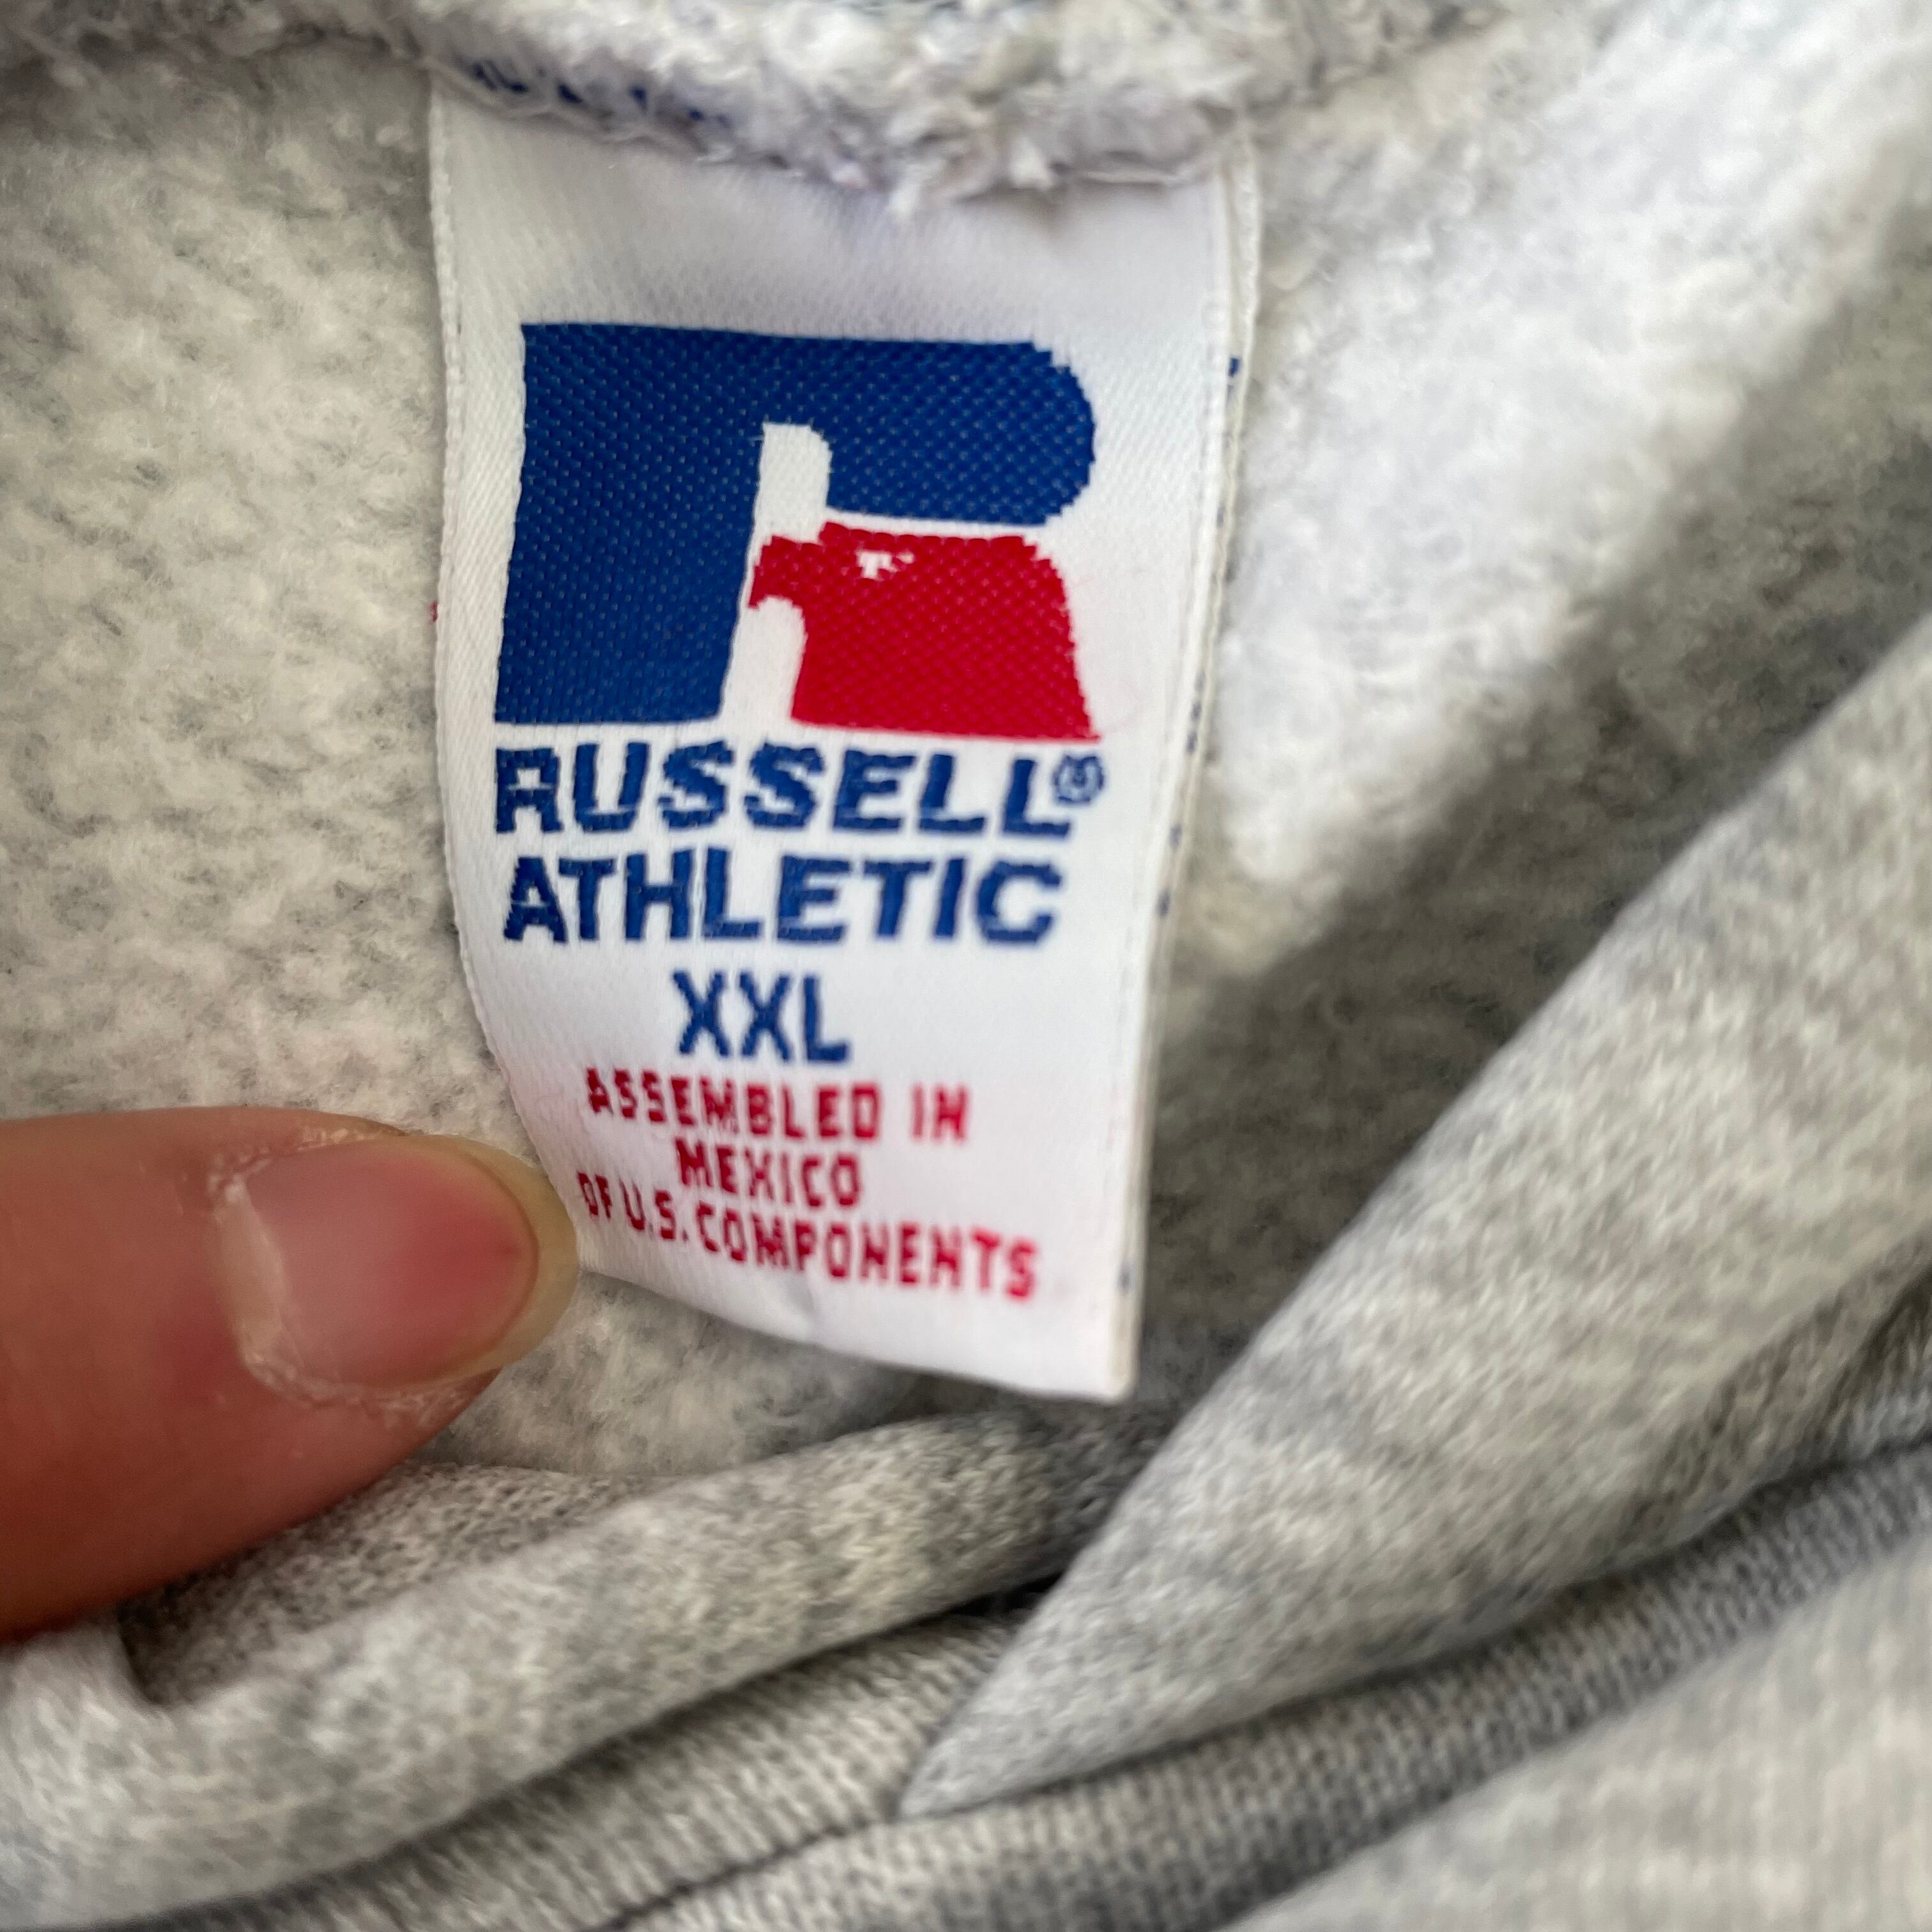 RUSSELL®
ATHLETIC
XXL
ASSEMBLED IN
MEXICO
OF U.S. COMPONENTS